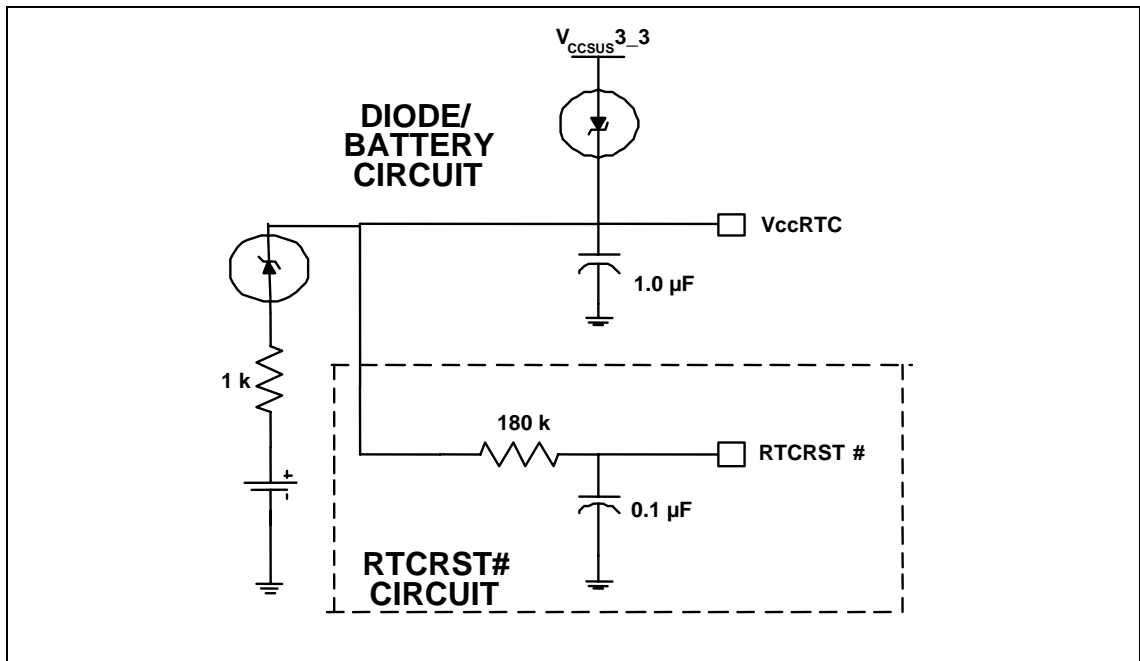 VCCSUS3_3
DIODE/
BATTERY
CIRCUIT
VccRTC
1.0 µF
1 k
180 k
RTCRST #
+
-
0.1 µF
RTCRST#
CIRCUIT